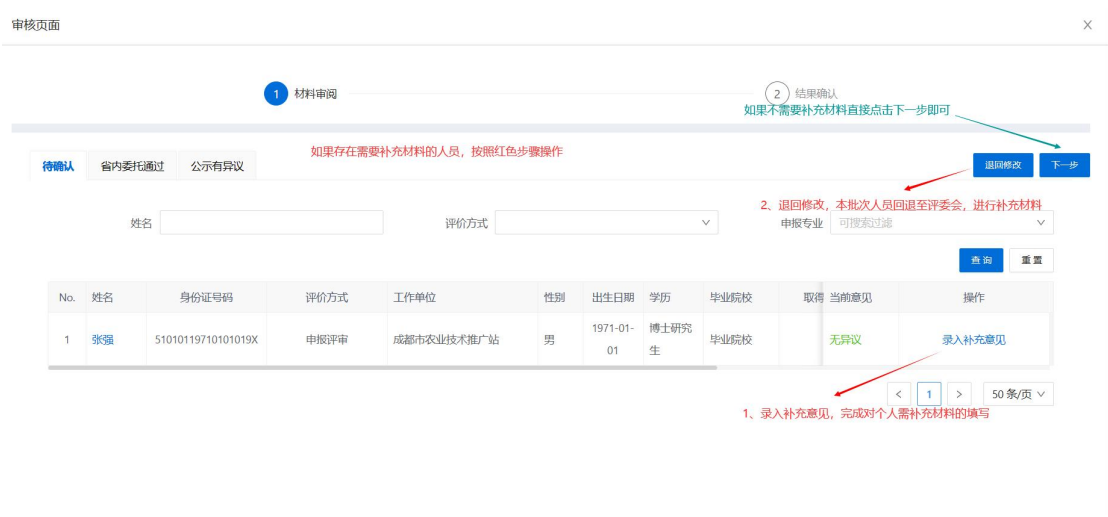 审核页面
X
1 材料审阅
2 结果确认
如果不需要补充材料直接点击下一步即可
如果存在需要补充材料的人员，按照红色步骤操作
待确认 省内委托通过 公示有异议
退回修改 下一步
2、退回修改，本批次人员回退至评委会，进行补充材料
姓名 评价方式 申报专业 可搜索过滤
查询 重置
No. 姓名 身份证号码 评价方式 工作单位 性别 出生日期 学历 毕业院校 取得 当前意见 操作
1 张强 51010119710101019X 申报评审 成都市农业技术推广站 男 1971-01-01 博士研究生 毕业院校 无异议 录入补充意见
< 1 > 50 条/页
1、录入补充意见，完成对个人需补充材料的填写